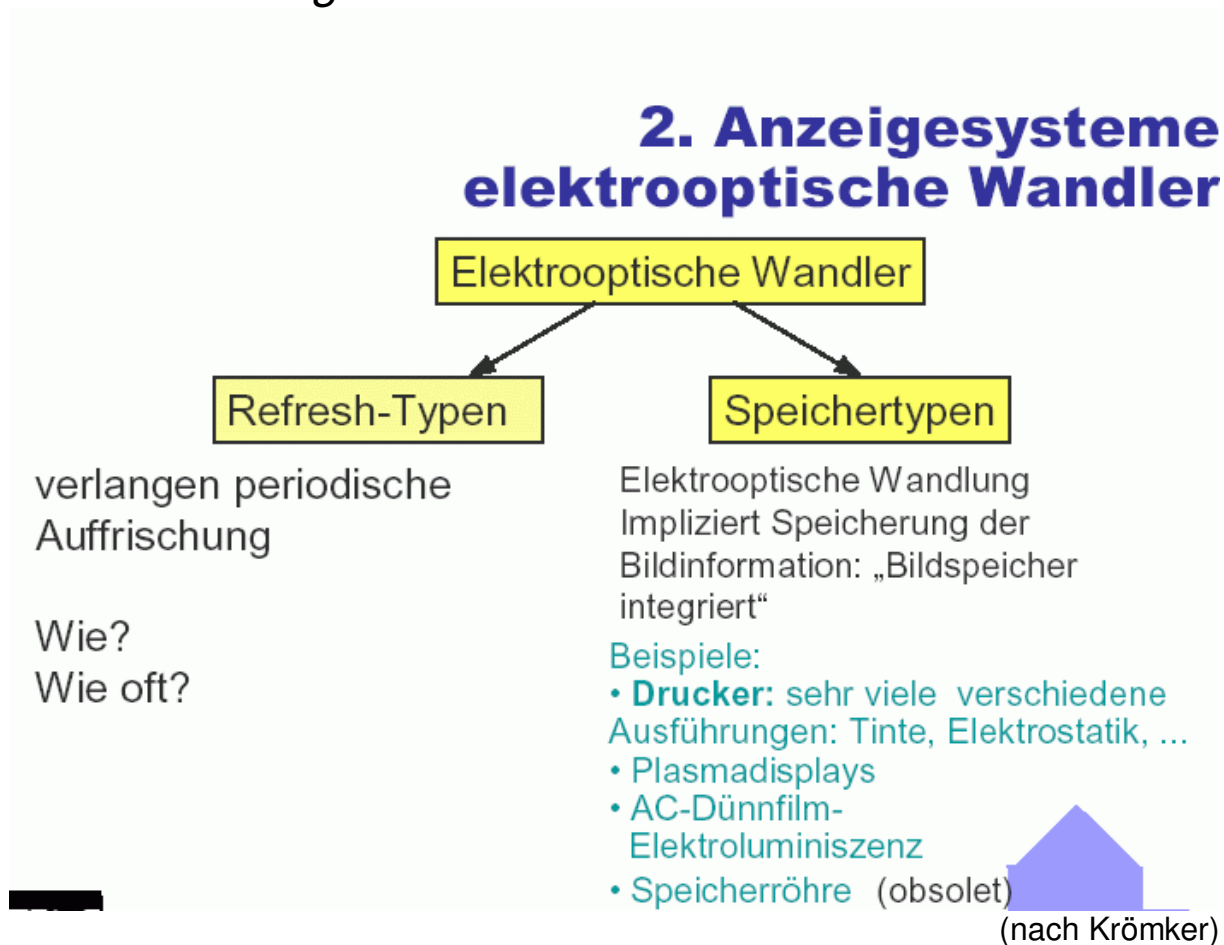 2. Anzeigesysteme
elektrooptische Wandler
Elektrooptische Wandler
Refresh-Typen
Speichertypen
verlangen periodische
Auffrischung
Wie?
Wie oft?
Elektrooptische Wandlung
Impliziert Speicherung der
Bildinformation: „Bildspeicher
integriert“
Beispiele:
• Drucker: sehr viele verschiedene
Ausführungen: Tinte, Elektrostatik, ...
• Plasmadisplays
• AC-Dünnfilm-
Elektroluminiszenz
• Speicherröhre (obsolet)
(nach Krömker)